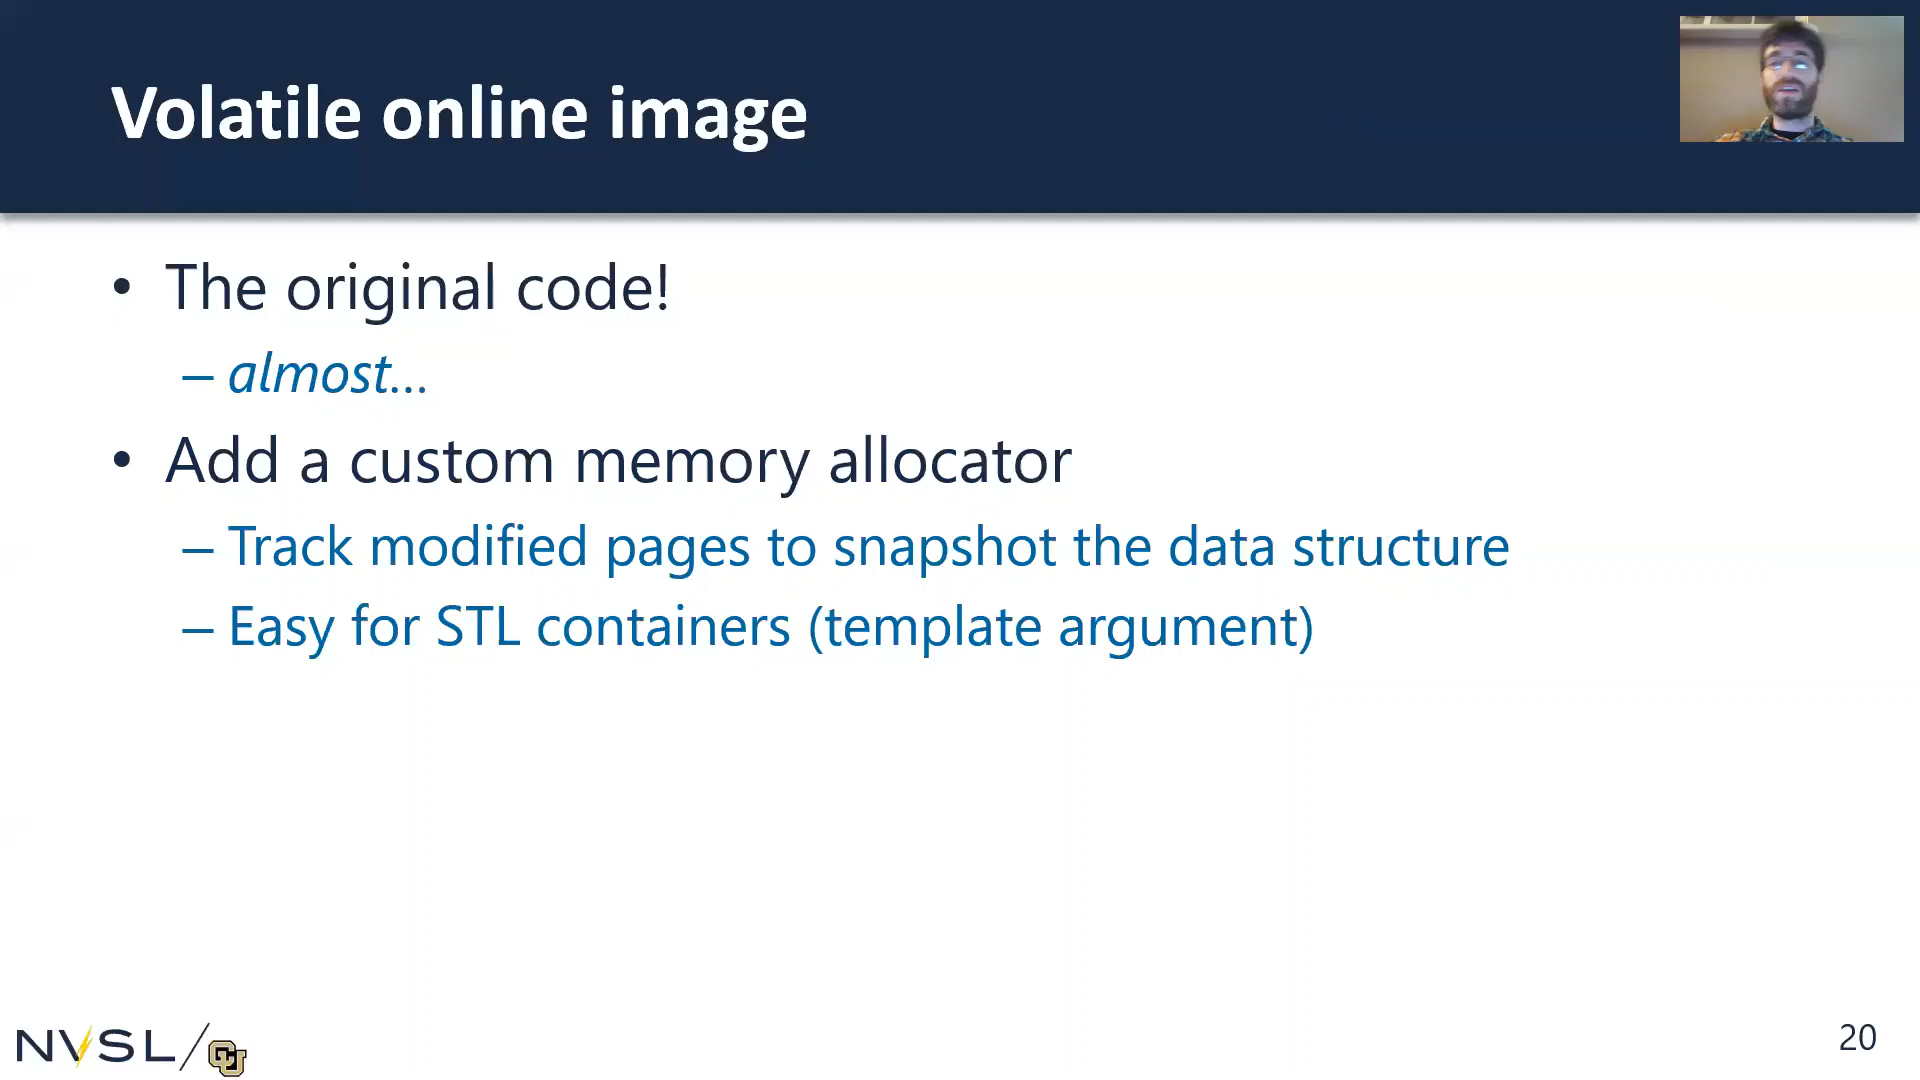 Volatile online image
• The original code!
– almost...
• Add a custom memory allocator
– Track modified pages to snapshot the data structure
– Easy for STL containers (template argument)
NVSL/CU
20